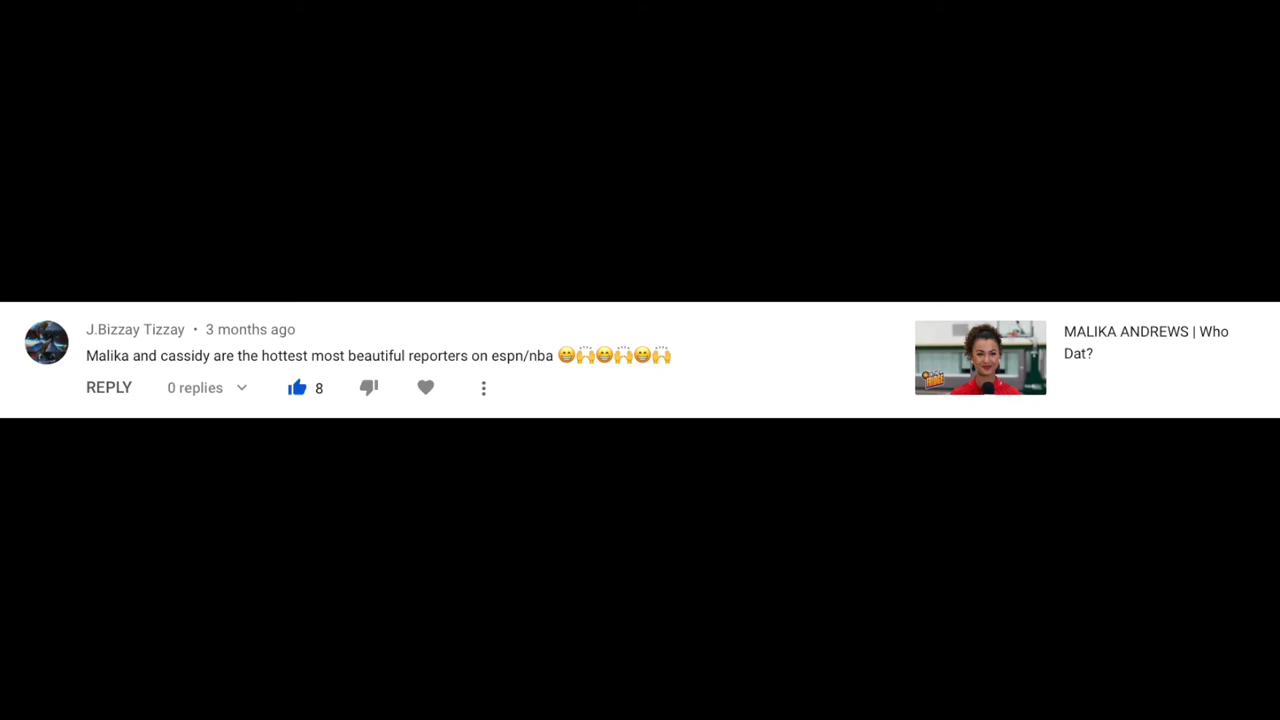 J.Bizzay Tizzay • 3 months ago
Malika and cassidy are the hottest most beautiful reporters on espn/nba 😁🙌😁🙌😁🙌
REPLY 0 replies 8
MALIKA ANDREWS | Who
Dat?